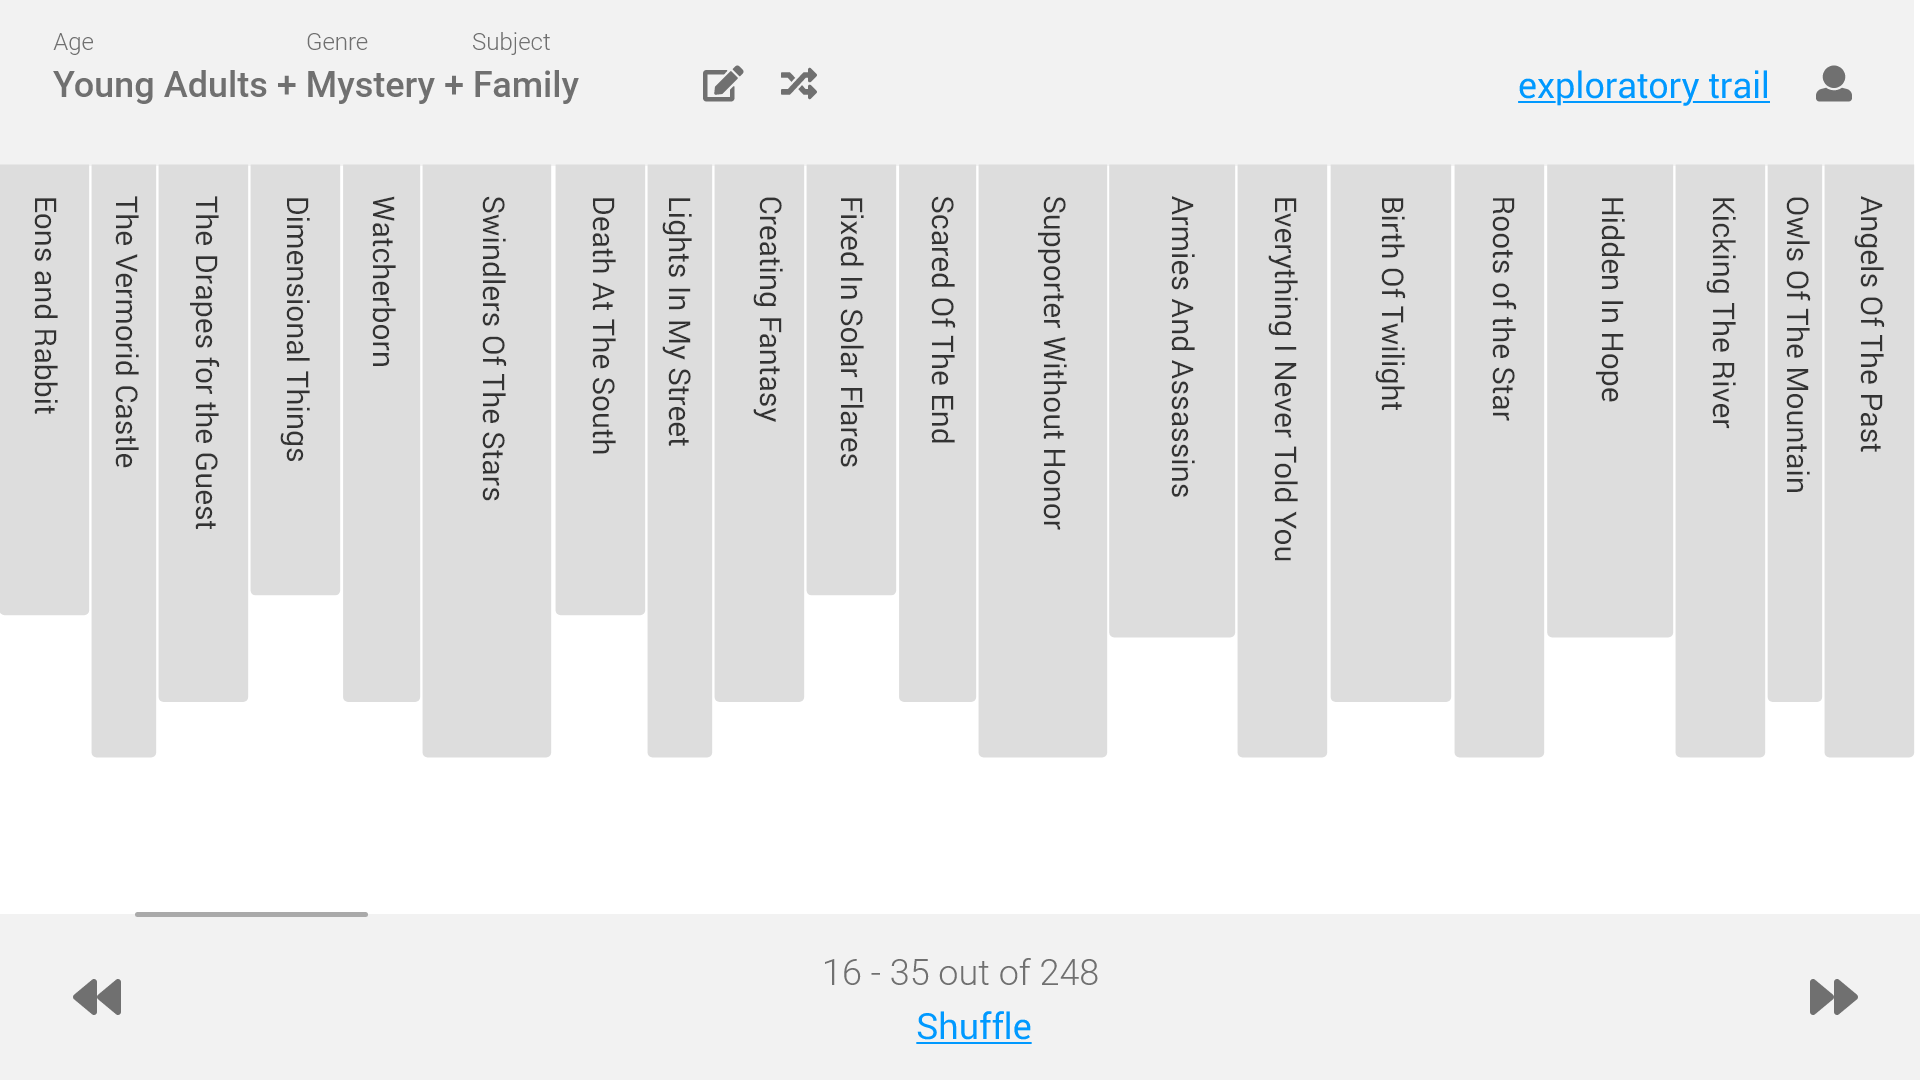 Age
Genre
Subject
Young Adults + Mystery + Family
exploratory trail
Eons and Rabbit
The Vermorid Castle
The Drapes for the Guest
Dimensional Things
Watcherborn
Swindlers Of The Stars
Death At The South
Lights In My Street
Creating Fantasy
Fixed In Solar Flares
Scared Of The End
Supporter Without Honor
Armies And Assassins
Everything I Never Told You
Birth Of Twilight
Roots of the Star
Hidden In Hope
Kicking The River
Owls Of The Mountain
Angels Of The Past
16 - 35 out of 248
Shuffle